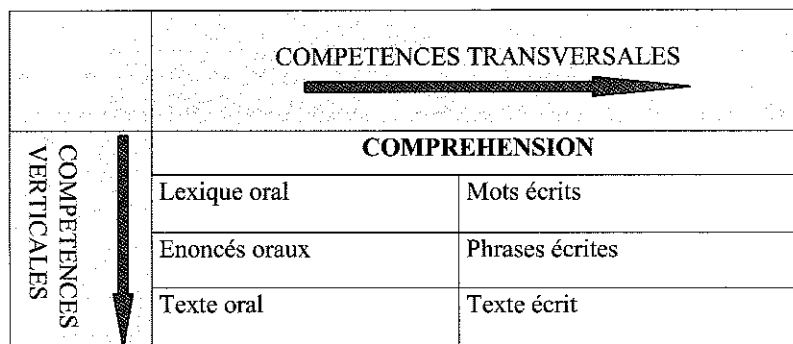 COMPETENCES TRANSVERSALES
COMPETENCES
VERTICALES
COMPREHENSION
Lexique oral
Mots écrits
Enoncés oraux
Phrases écrites
Texte oral
Texte écrit